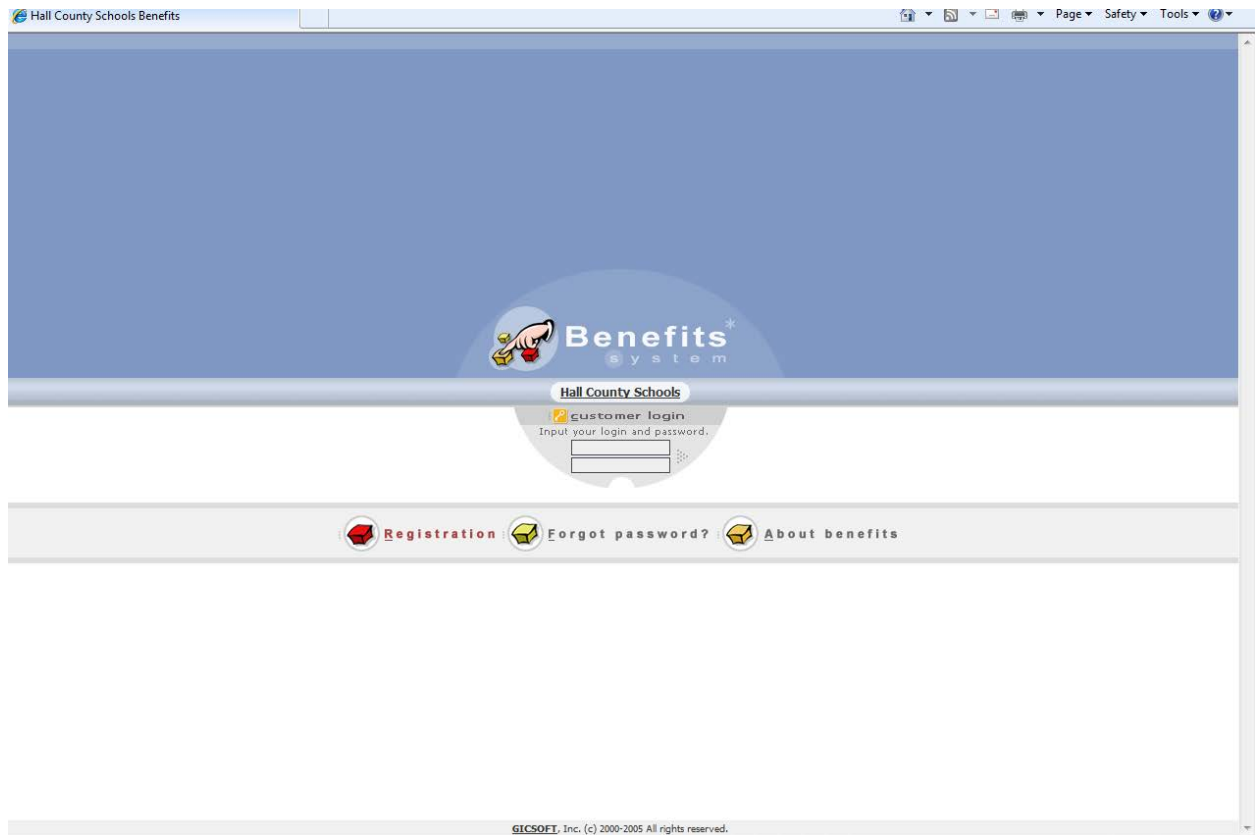 Hall County Schools Benefits
Page Safety Tools
Benefits*
system
Hall County Schools
customer login
Input your login and password.
Registration Forgot password? About benefits
GICSOFT, Inc. (c) 2000-2005 All rights reserved.